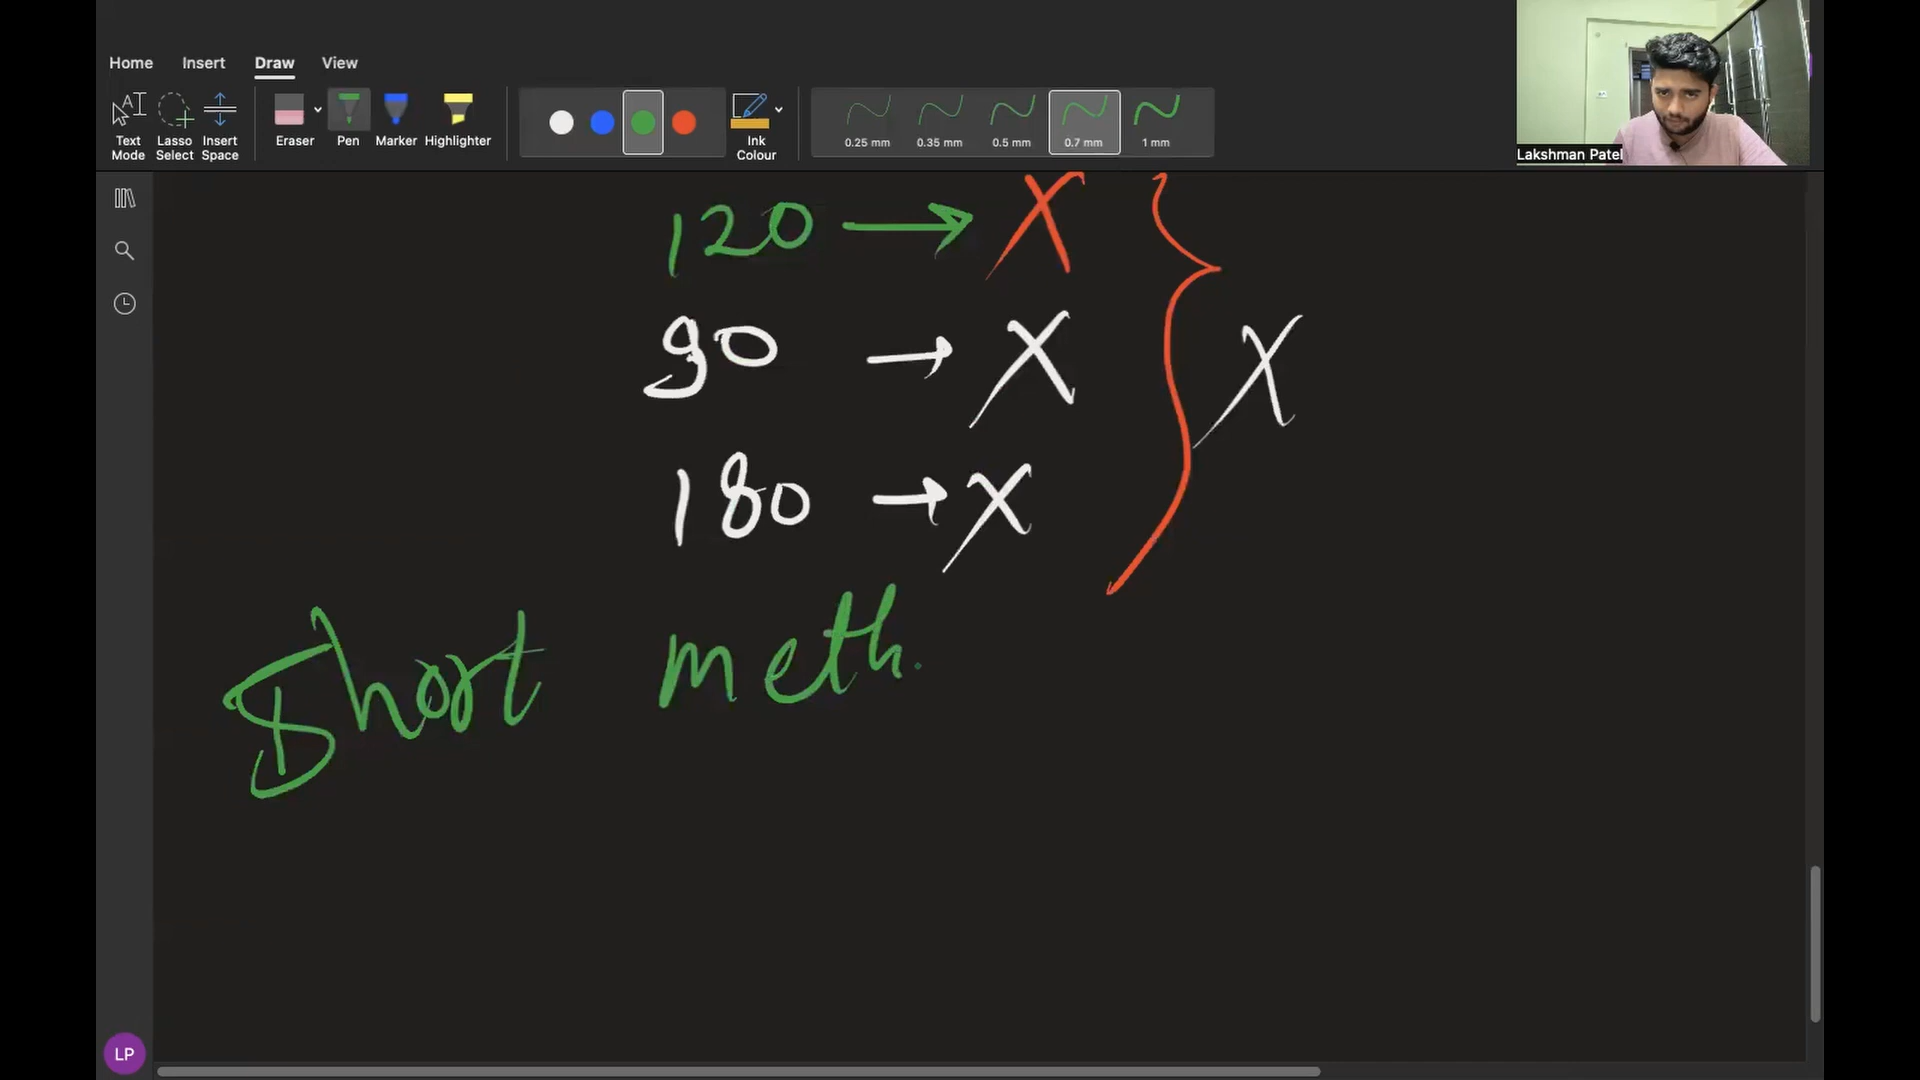 Home Insert Draw View
Text Mode Lasso Select Insert Space Eraser Pen Marker Highlighter Ink Colour 0.25 mm 0.35 mm 0.5 mm 0.7 mm 1 mm
Lakshman Patel
120 → X
90 → X X
180 → X
Short meth
LP